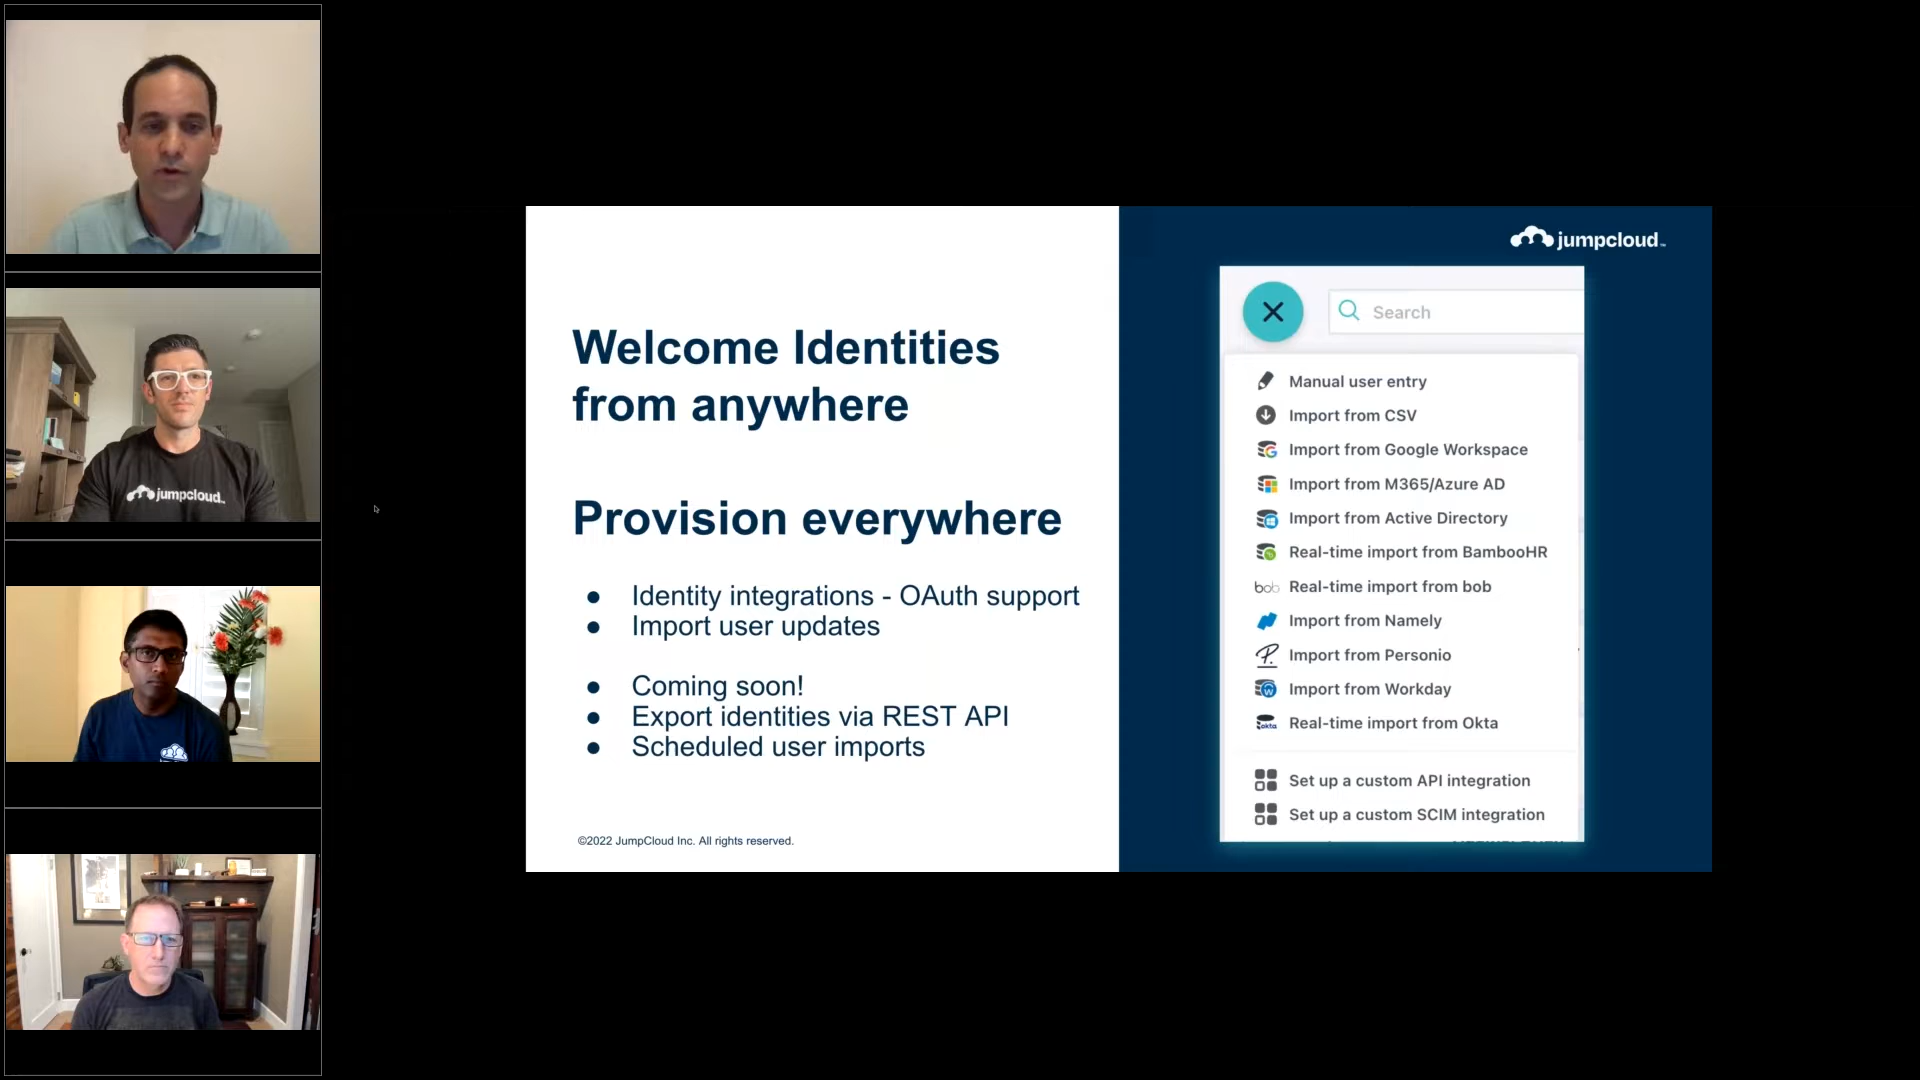 jumpcloud
Welcome Identities
from anywhere
Provision everywhere
● Identity integrations - OAuth support
● Import user updates
● Coming soon!
● Export identities via REST API
● Scheduled user imports
©2022 JumpCloud Inc. All rights reserved.
jumpcloud
Search
Manual user entry
Import from CSV
Import from Google Workspace
Import from M365/Azure AD
Import from Active Directory
Real-time import from BambooHR
bob Real-time import from bob
Import from Namely
Import from Personio
Import from Workday
okta Real-time import from Okta
Set up a custom API integration
Set up a custom SCIM integration